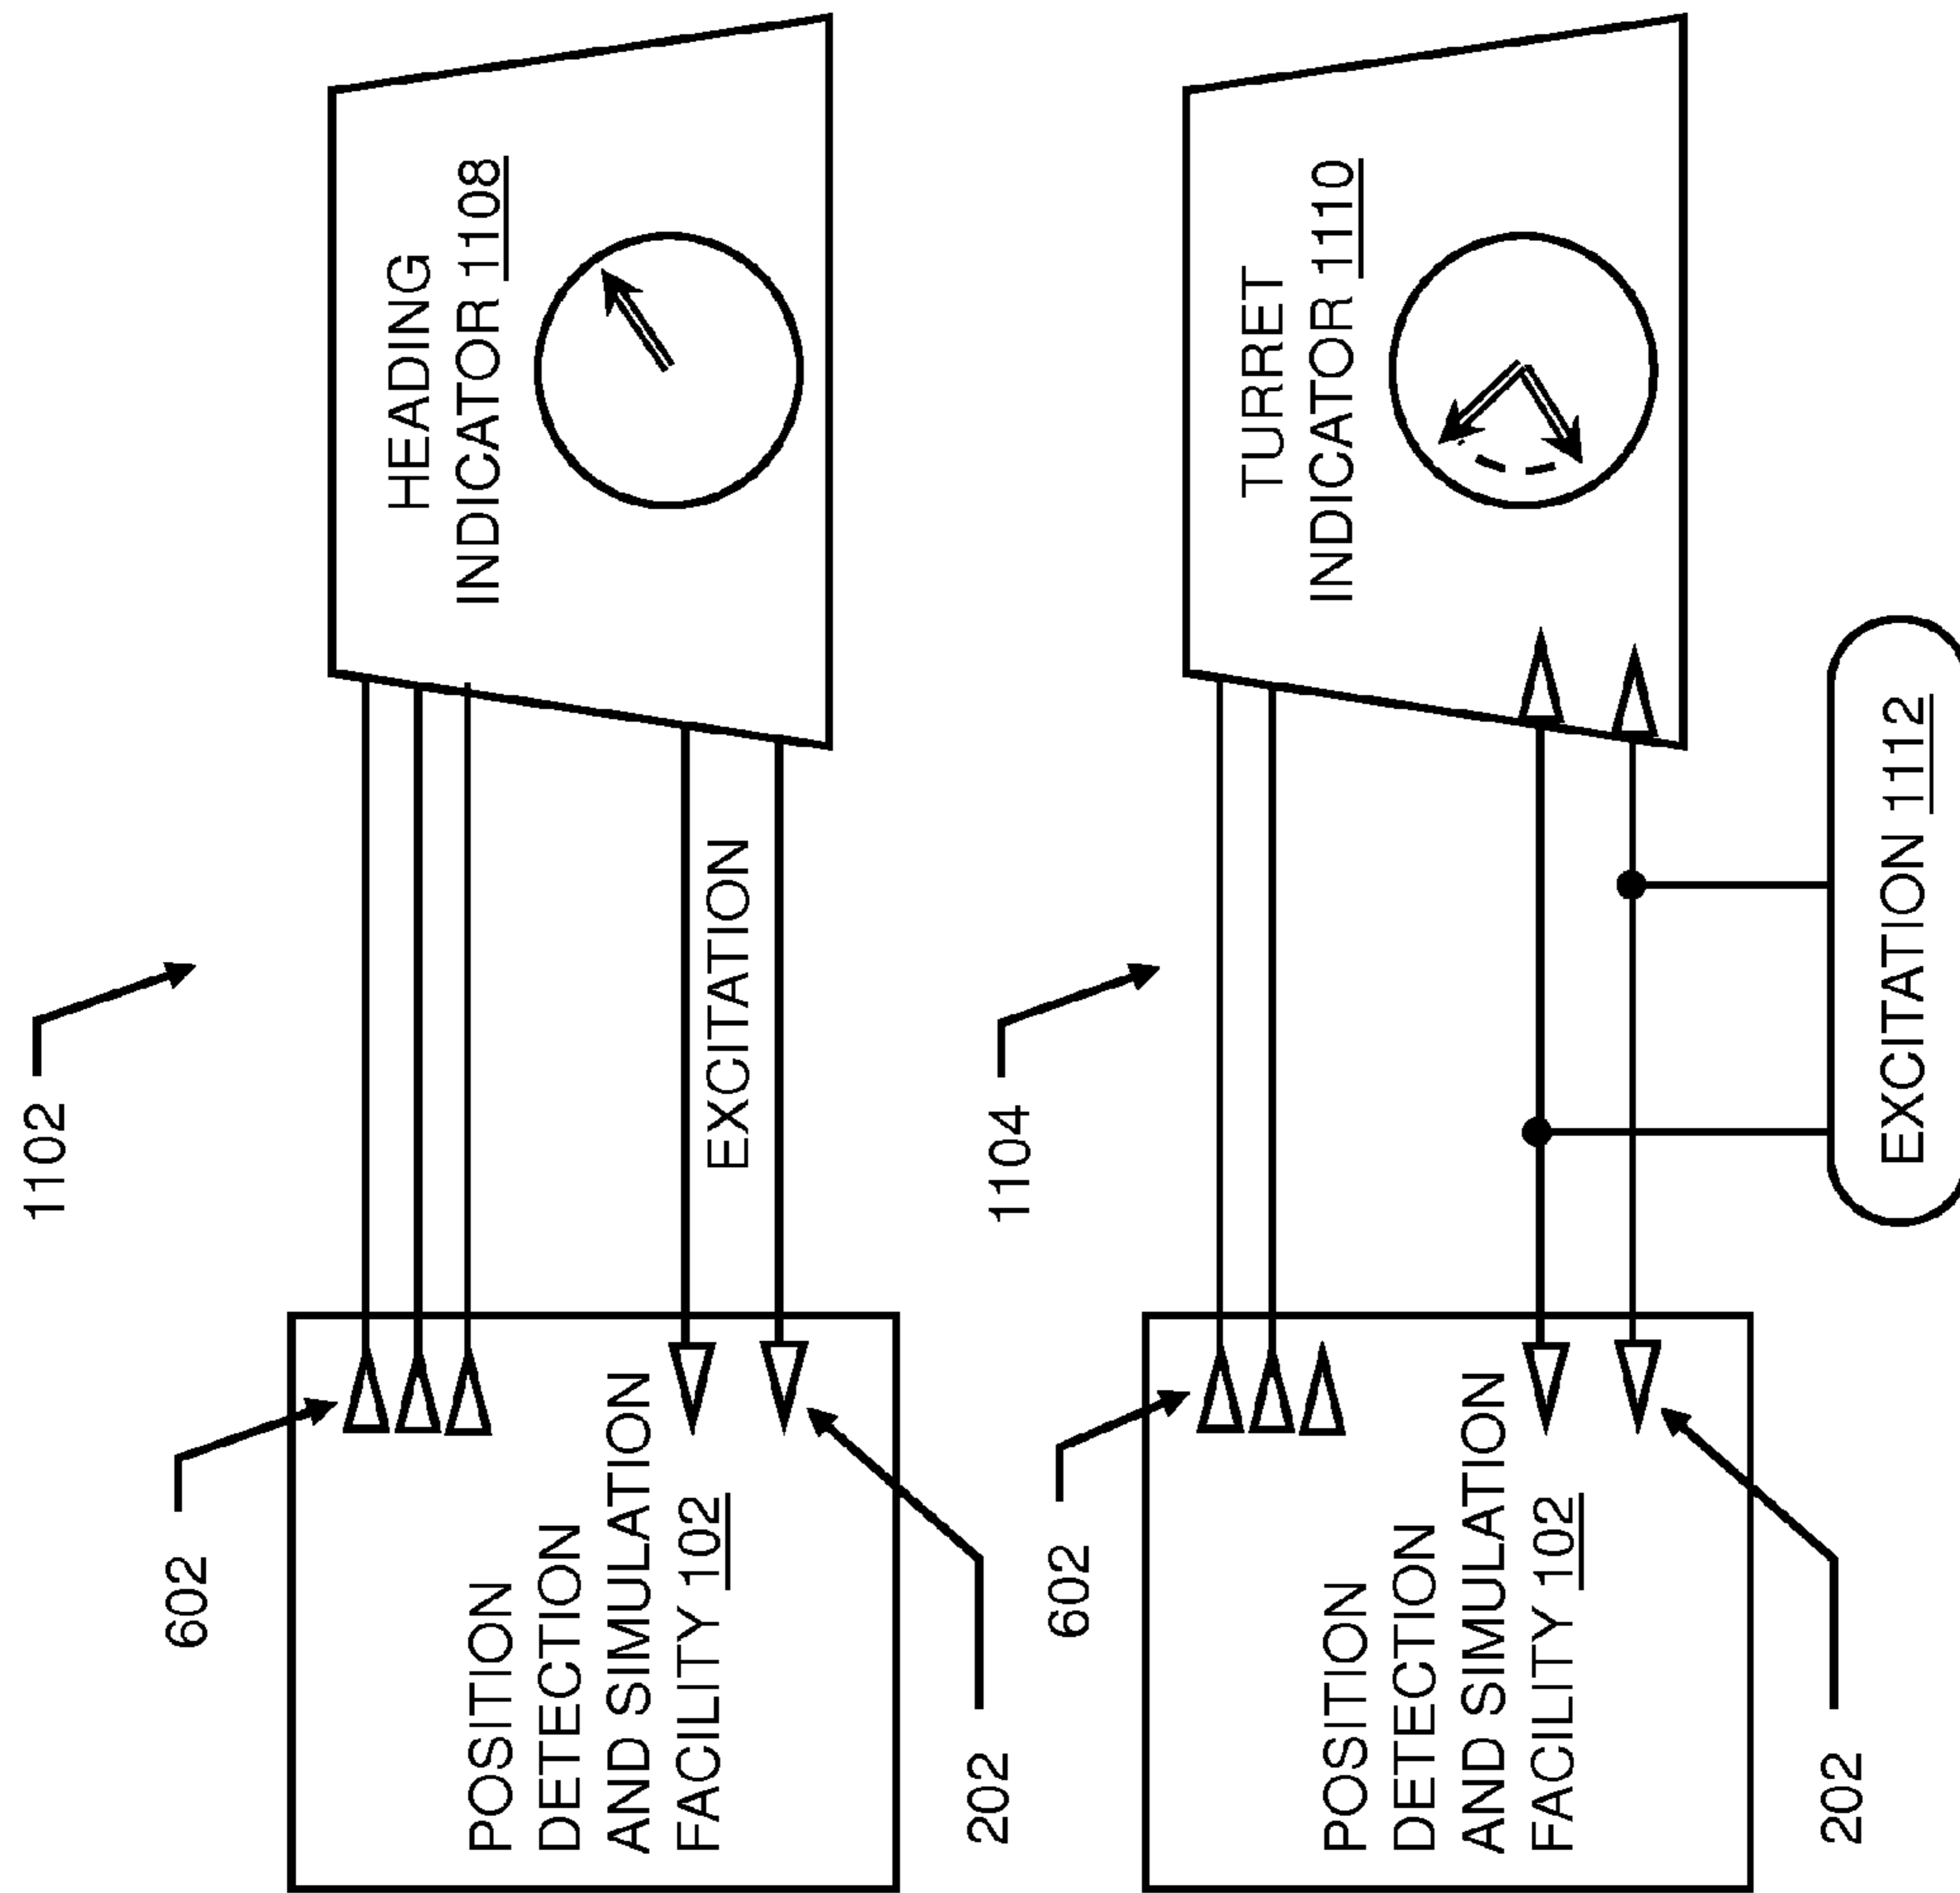 1102
602
POSITION
DETECTION
AND SIMULATION
FACILITY 102
202
EXCITATION
HEADING
INDICATOR 1108
1104
602
POSITION
DETECTION
AND SIMULATION
FACILITY 102
202
TURRET
INDICATOR 1110
EXCITATION 1112